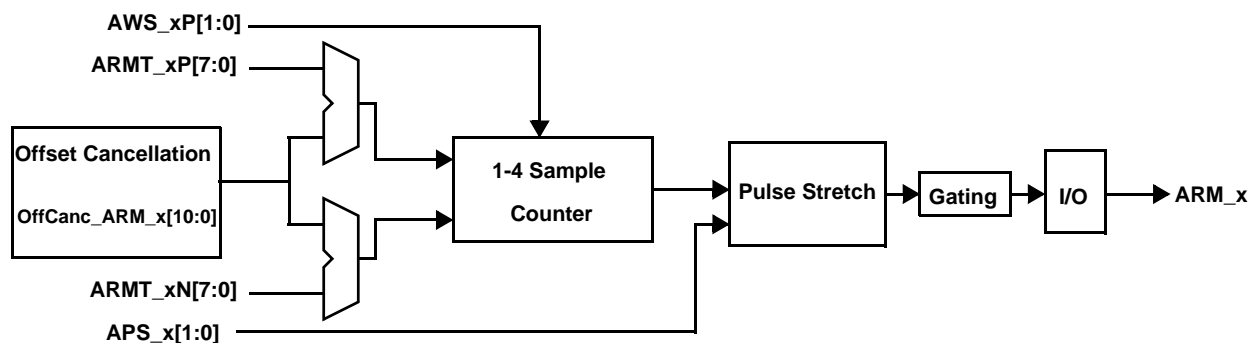 AWS_xP[1:0]
ARMT_xP[7:0]
Offset Cancellation
OffCanc_ARM_x[10:0]
1-4 Sample
Counter
Pulse Stretch
Gating
I/O
ARM_x
ARMT_xN[7:0]
APS_x[1:0]